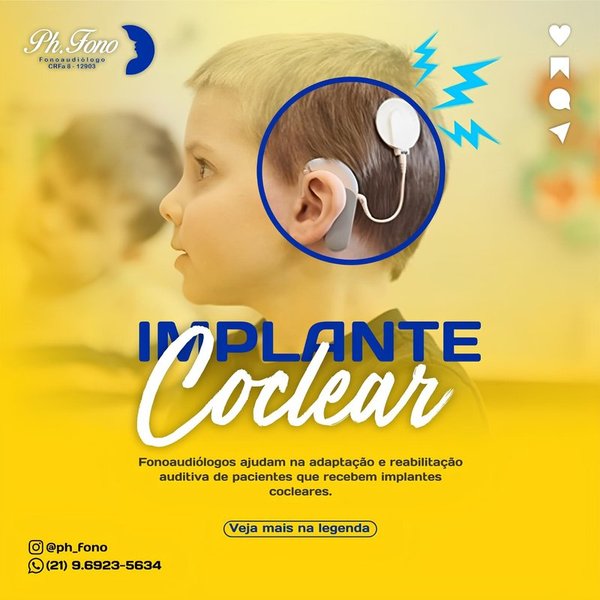 Ph.Fono
Fonoaudiólogo
CRFa 8 - 12903
IMPLANTE
Coclear
Fonoaudiólogos ajudam na adaptação e reabilitação
auditiva de pacientes que recebem implantes
cocleares.
Veja mais na legenda
@ph_fono
(21) 9.6923-5634